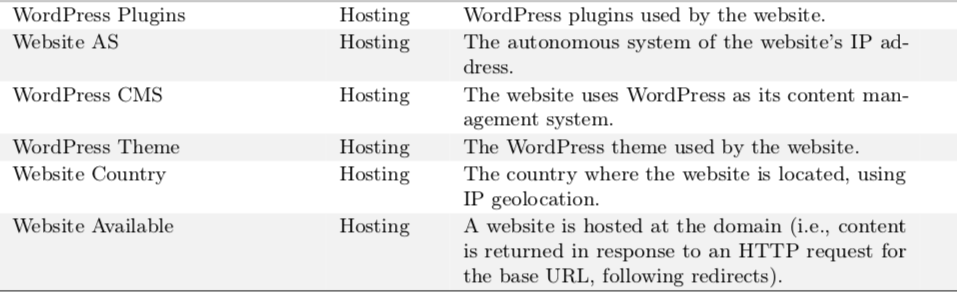 WordPress Plugins Hosting WordPress plugins used by the website.
Website AS Hosting The autonomous system of the website's IP ad-
dress.
WordPress CMS Hosting The website uses WordPress as its content man-
agement system.
WordPress Theme Hosting The WordPress theme used by the website.
Website Country Hosting The country where the website is located, using
IP geolocation.
Website Available Hosting A website is hosted at the domain (i.e., content
is returned in response to an HTTP request for
the base URL, following redirects).